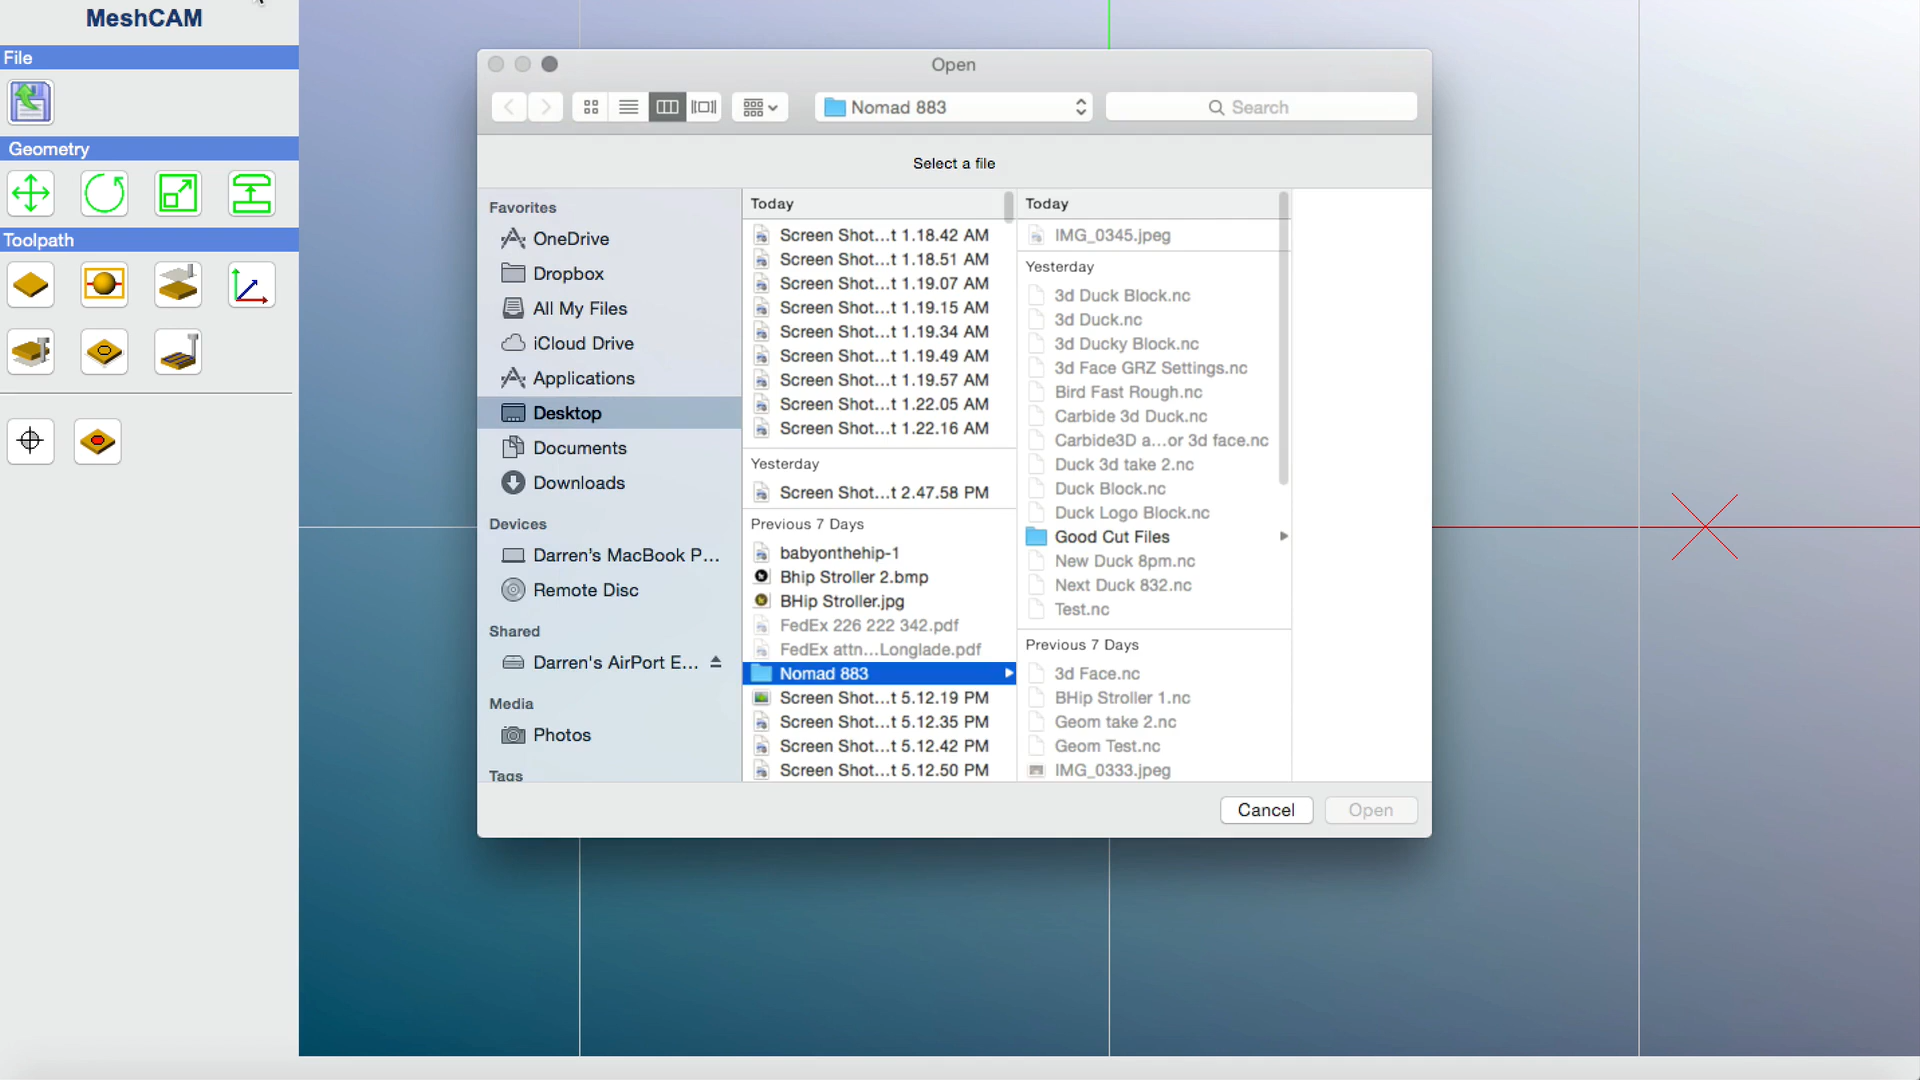 MeshCAM
File
Geometry
Toolpath
Open
Nomad 883
Search
Select a file
Favorites
OneDrive
Dropbox
All My Files
iCloud Drive
Applications
Desktop
Documents
Downloads
Devices
Darren's MacBook P...
Remote Disc
Shared
Darren's AirPort E...
Media
Photos
Tags
Today
Screen Shot...t 1.18.42 AM
Screen Shot...t 1.18.51 AM
Screen Shot...t 1.19.07 AM
Screen Shot...t 1.19.15 AM
Screen Shot...t 1.19.34 AM
Screen Shot...t 1.19.49 AM
Screen Shot...t 1.19.57 AM
Screen Shot...t 1.22.05 AM
Screen Shot...t 1.22.16 AM
Yesterday
Screen Shot...t 2.47.58 PM
Previous 7 Days
babyonthehip-1
Bhip Stroller 2.bmp
BHip Stroller.jpg
FedEx 226 222 342.pdf
FedEx attn...Longlade.pdf
Nomad 883
Screen Shot...t 5.12.19 PM
Screen Shot...t 5.12.35 PM
Screen Shot...t 5.12.42 PM
Screen Shot...t 5.12.50 PM
Today
IMG_0345.jpeg
Yesterday
3d Duck Block.nc
3d Duck.nc
3d Ducky Block.nc
3d Face GRZ Settings.nc
Bird Fast Rough.nc
Carbide 3d Duck.nc
Carbide3D a...or 3d face.nc
Duck 3d take 2.nc
Duck Block.nc
Duck Logo Block.nc
Good Cut Files
New Duck 8pm.nc
Next Duck 832.nc
Test.nc
Previous 7 Days
3d Face.nc
BHip Stroller 1.nc
Geom take 2.nc
Geom Test.nc
IMG_0333.jpeg
Cancel
Open